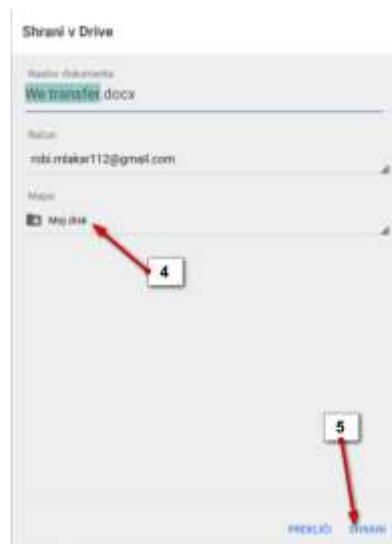 Shrani v Drive
Naslov dokumenta
We transfer.docx
Račun
robi.mlakar112@gmail.com
Mapa
Moj disk
4
5
PREKLIČI SHRANI